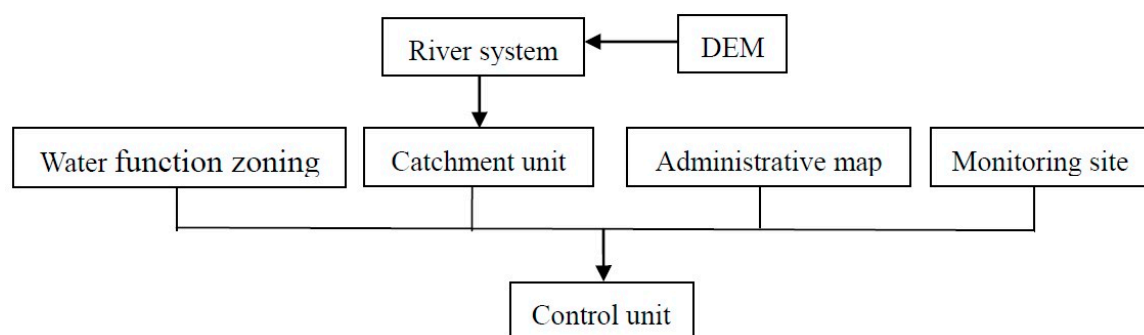 River system
DEM
Water function zoning
Catchment unit
Administrative map
Monitoring site
Control unit